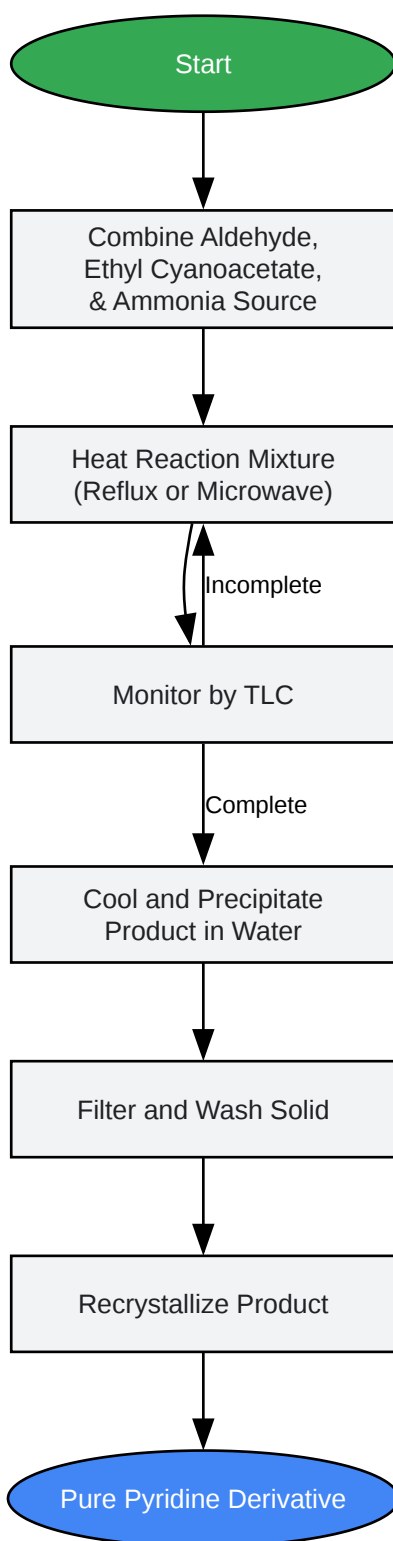 Start
Combine Aldehyde,
Ethyl Cyanoacetate,
& Ammonia Source
Heat Reaction Mixture
(Reflux or Microwave)
Incomplete
Monitor by TLC
Complete
Cool and Precipitate
Product in Water
Filter and Wash Solid
Recrystallize Product
Pure Pyridine Derivative